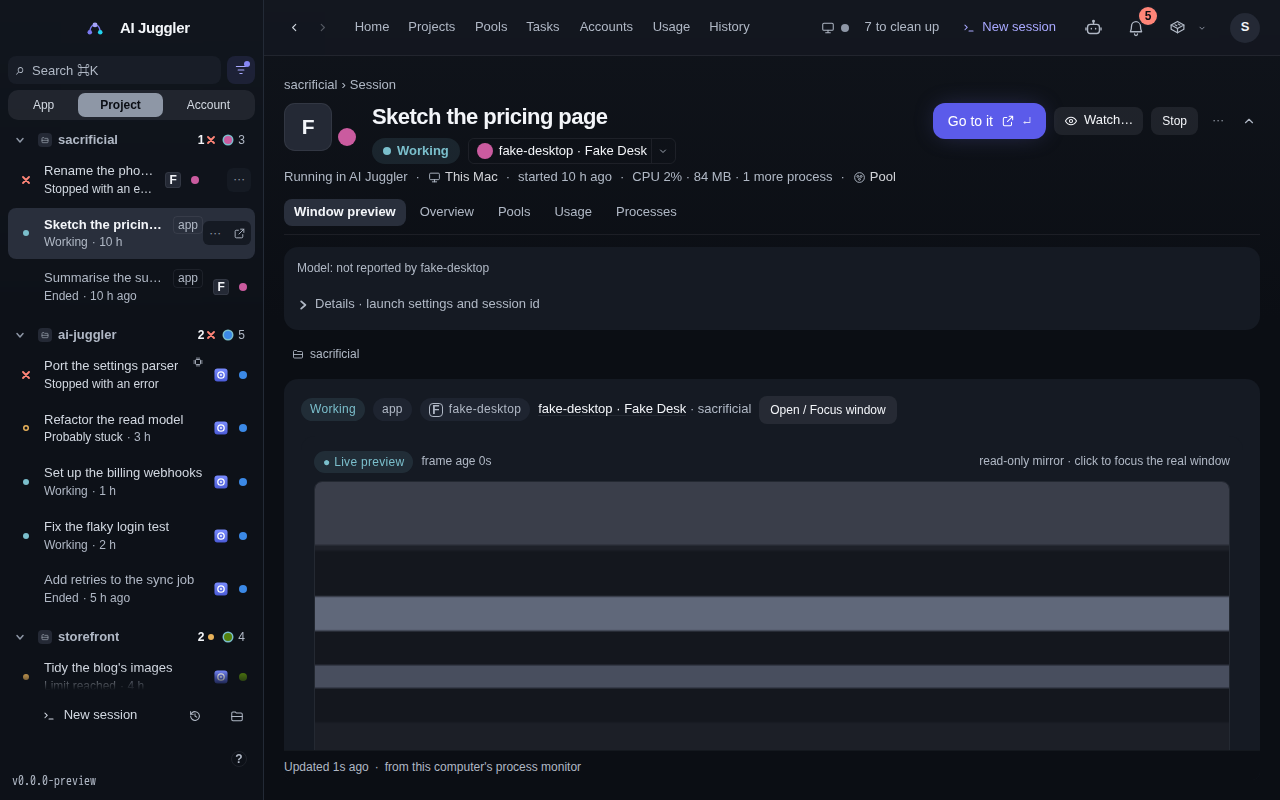 AI Juggler
Search ⌘K
App Project Account
sacrificial 1 3
Rename the pho…
Stopped with an e… F
Sketch the pricin… app
Working · 10 h
Summarise the su… app
Ended · 10 h ago F
ai-juggler 2 5
Port the settings parser
Stopped with an error
Refactor the read model
Probably stuck · 3 h
Set up the billing webhooks
Working · 1 h
Fix the flaky login test
Working · 2 h
Add retries to the sync job
Ended · 5 h ago
storefront 2 4
Tidy the blog's images
Limit reached · 4 h
New session
?
v0.0.0-preview
Home Projects Pools Tasks Accounts Usage History 7 to clean up New session 5 S
sacrificial › Session
F
Sketch the pricing page
Working fake-desktop · Fake Desk
Go to it Watch… Stop
Running in AI Juggler · This Mac · started 10 h ago · CPU 2% · 84 MB · 1 more process · Pool
Window preview Overview Pools Usage Processes
Model: not reported by fake-desktop
Details · launch settings and session id
sacrificial
Working app F fake-desktop fake-desktop · Fake Desk · sacrificial Open / Focus window
Live preview frame age 0s read-only mirror · click to focus the real window
Updated 1s ago · from this computer's process monitor